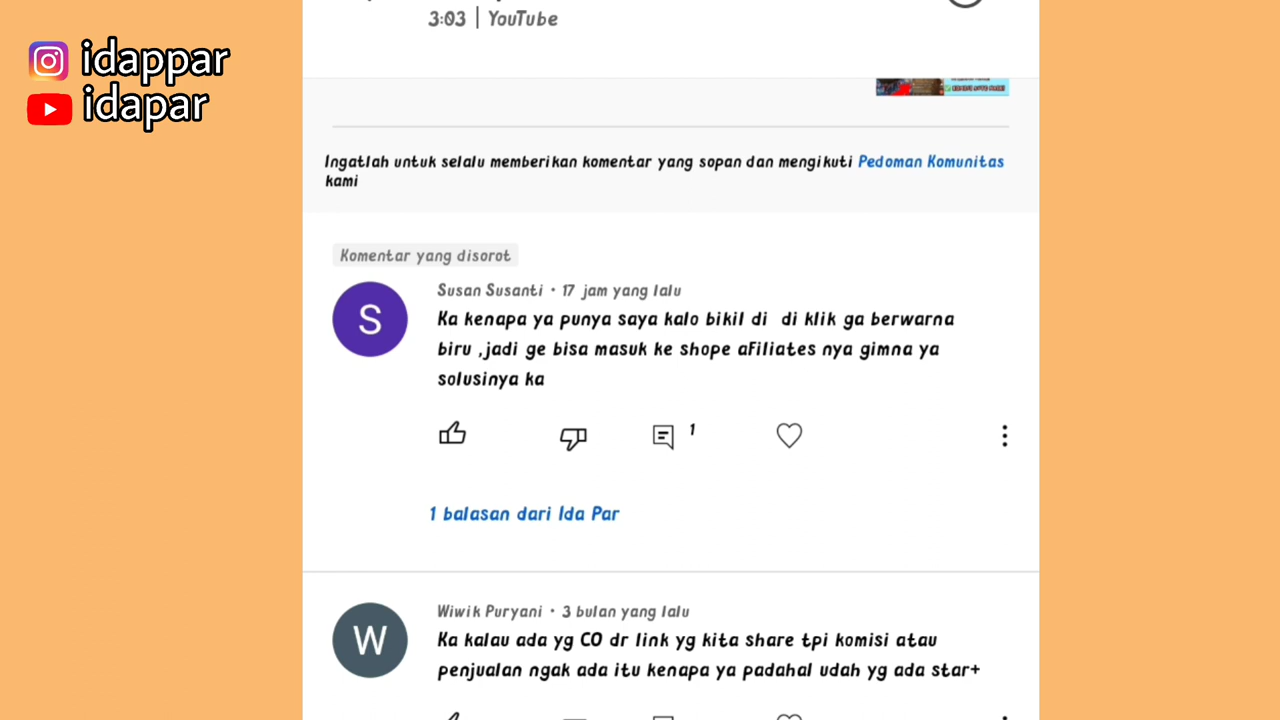 idappar
idapar
3:03 | YouTube
Ingatlah untuk selalu memberikan komentar yang sopan dan mengikuti Pedoman Komunitas
kami
Komentar yang disorot
S
Susan Susanti • 17 jam yang lalu
Ka kenapa ya punya saya kalo bikil di di klik ga berwarna
biru ,jadi ge bisa masuk ke shope afiliates nya gimna ya
solusinya ka
1
1 balasan dari Ida Par
W
Wiwik Puryani • 3 bulan yang lalu
Ka kalau ada yg CO dr link yg kita share tpi komisi atau
penjualan ngak ada itu kenapa ya padahal udah yg ada star+